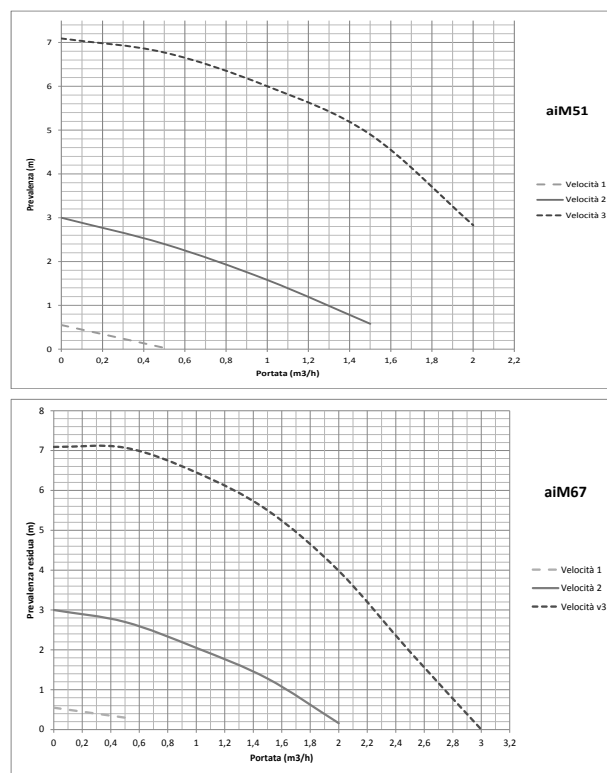 7
6
5
4
3
2
1
0
Prevalenza (m)
0 0,2 0,4 0,6 0,8 1 1,2 1,4 1,6 1,8 2 2,2
Portata (m3/h)
aiM51
Velocità 1
Velocità 2
Velocità 3
8
7
6
5
4
3
2
1
0
Prevalenza residua (m)
0 0,2 0,4 0,6 0,8 1 1,2 1,4 1,6 1,8 2 2,2 2,4 2,6 2,8 3 3,2
Portata (m3/h)
aiM67
Velocità 1
Velocità 2
Velocità v3